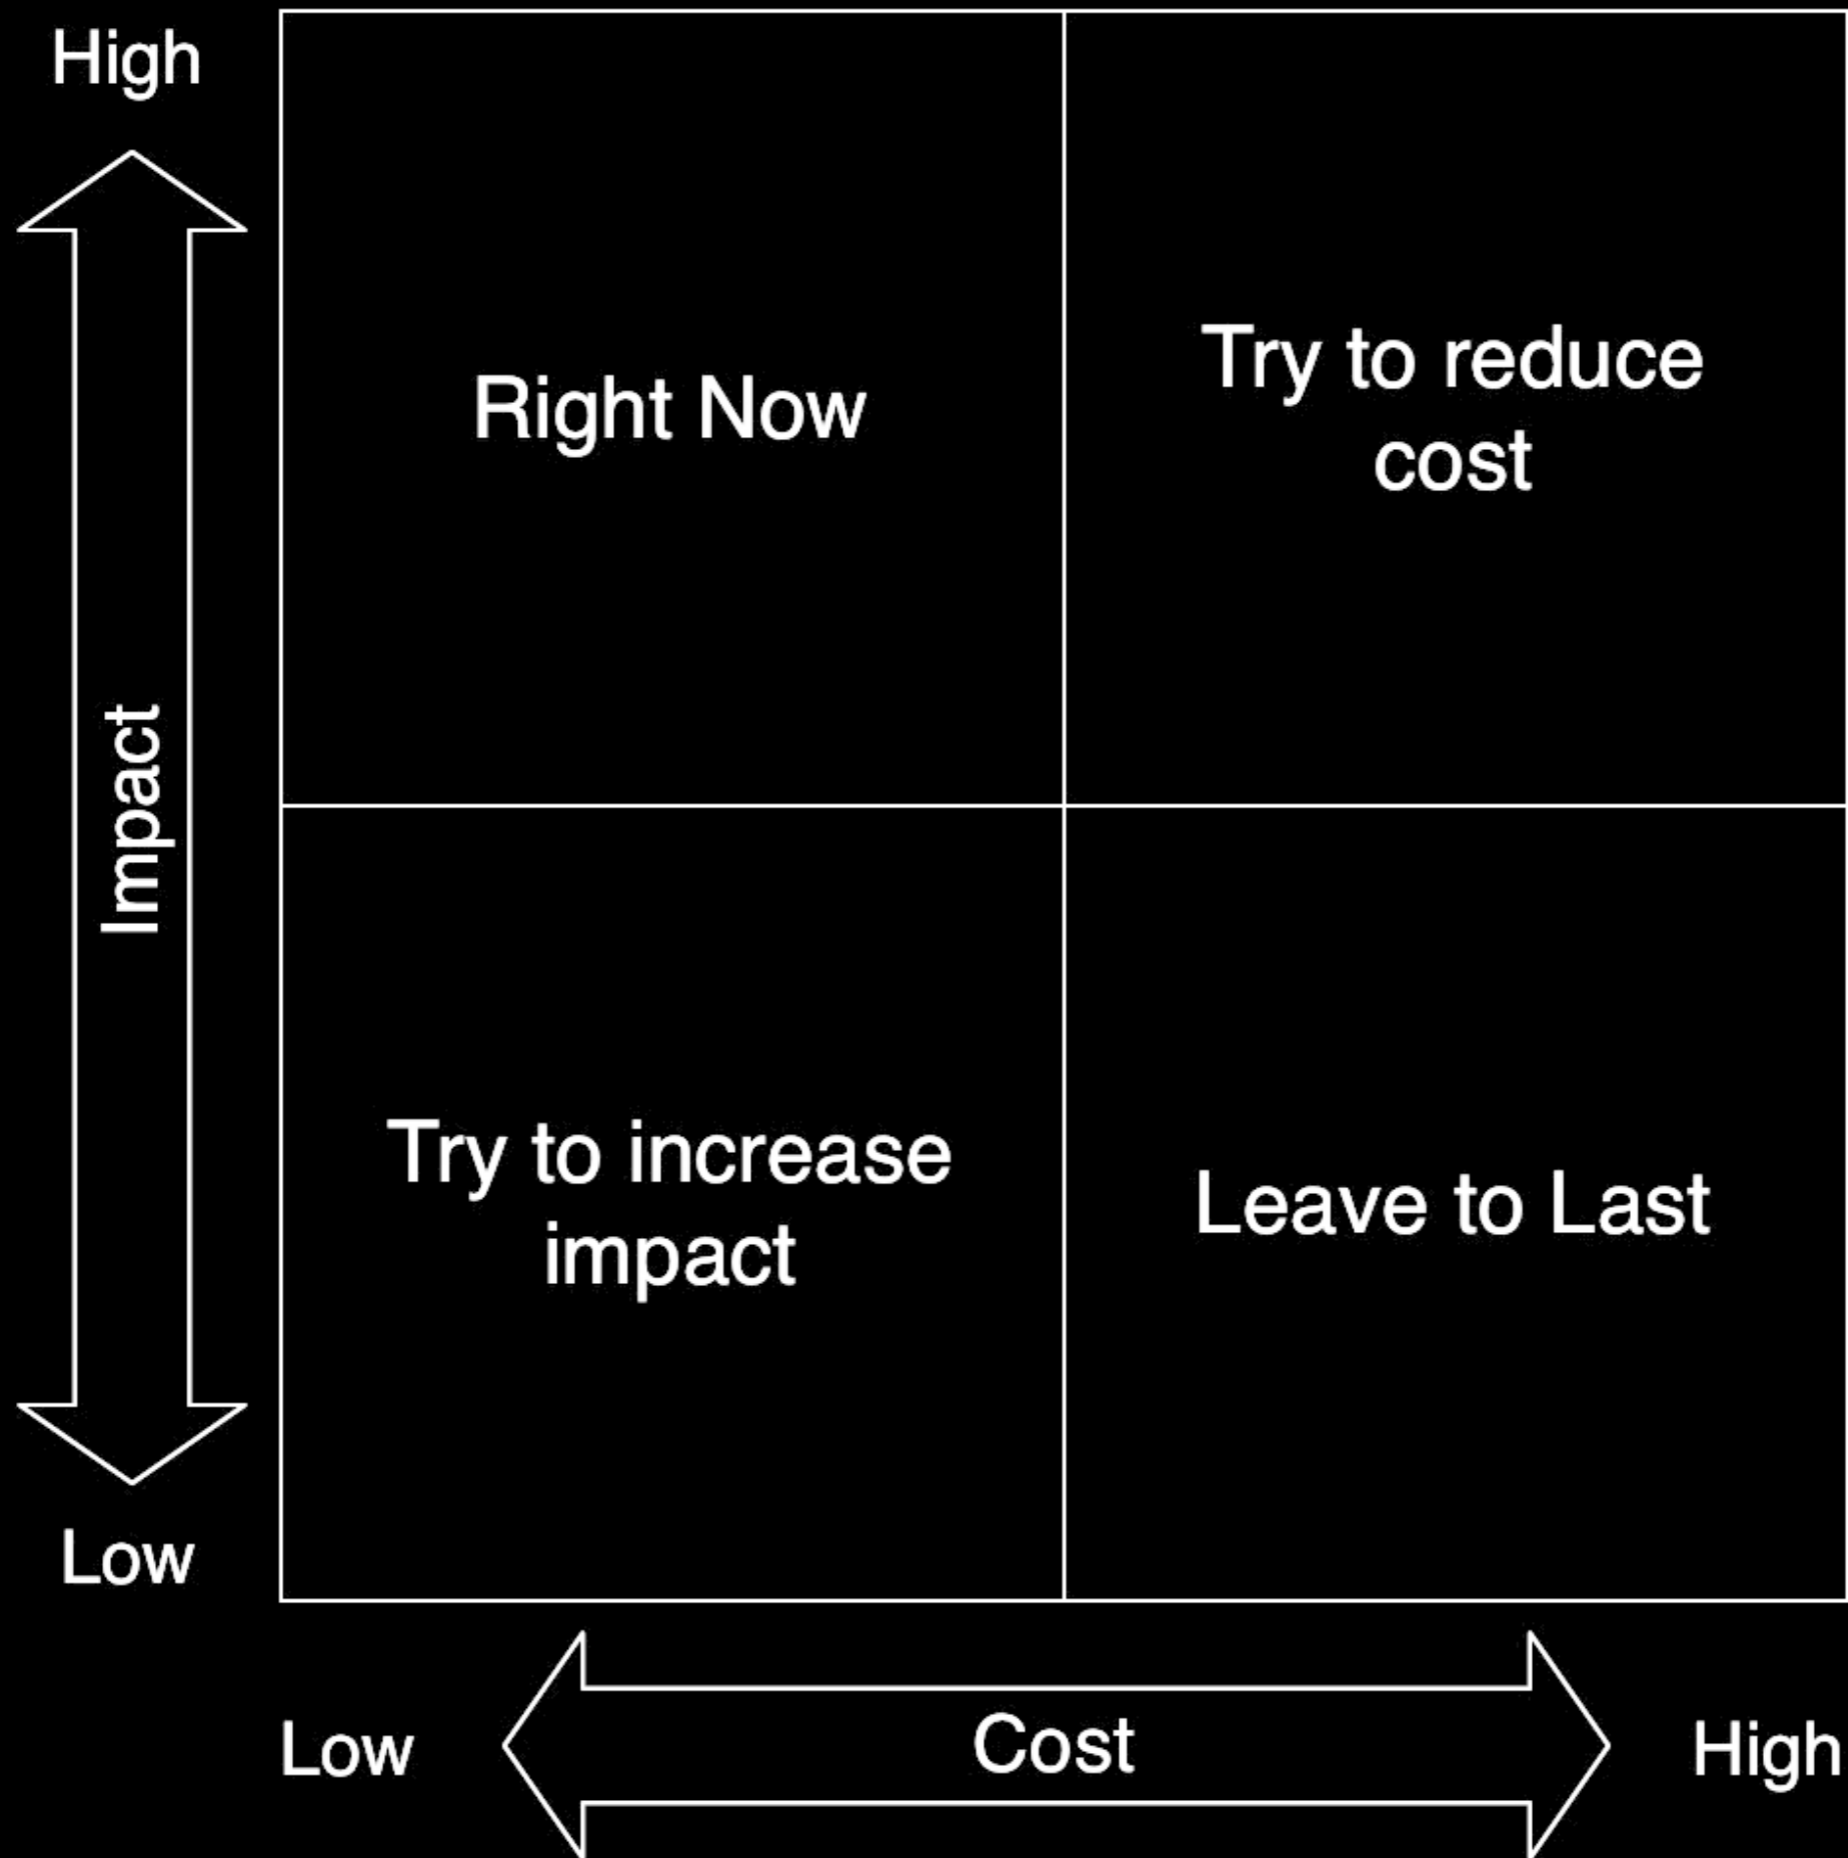 High
Right Now
Try to reduce
cost
Impact
Try to increase
impact
Leave to Last
Low
Low
Cost
High